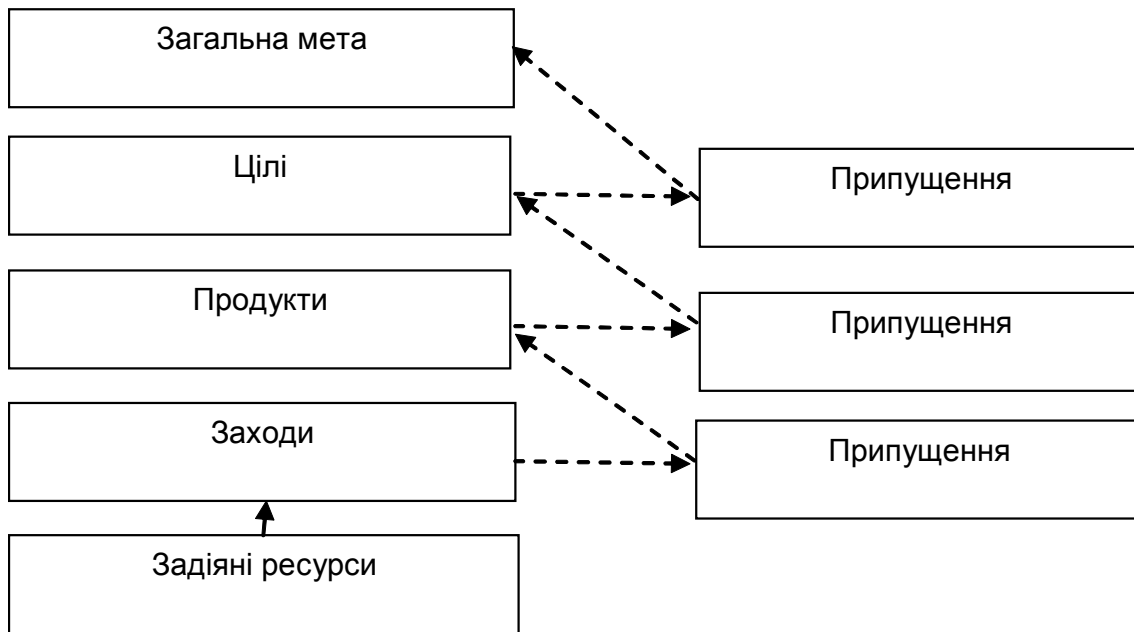 Загальна мета
Цілі
Припущення
Продукти
Припущення
Заходи
Припущення
Задіяні ресурси